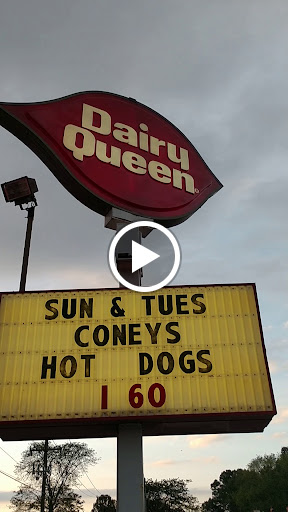 Dairy
Queen®
SUN & TUES
CONEYS
HOT DOGS
1 60